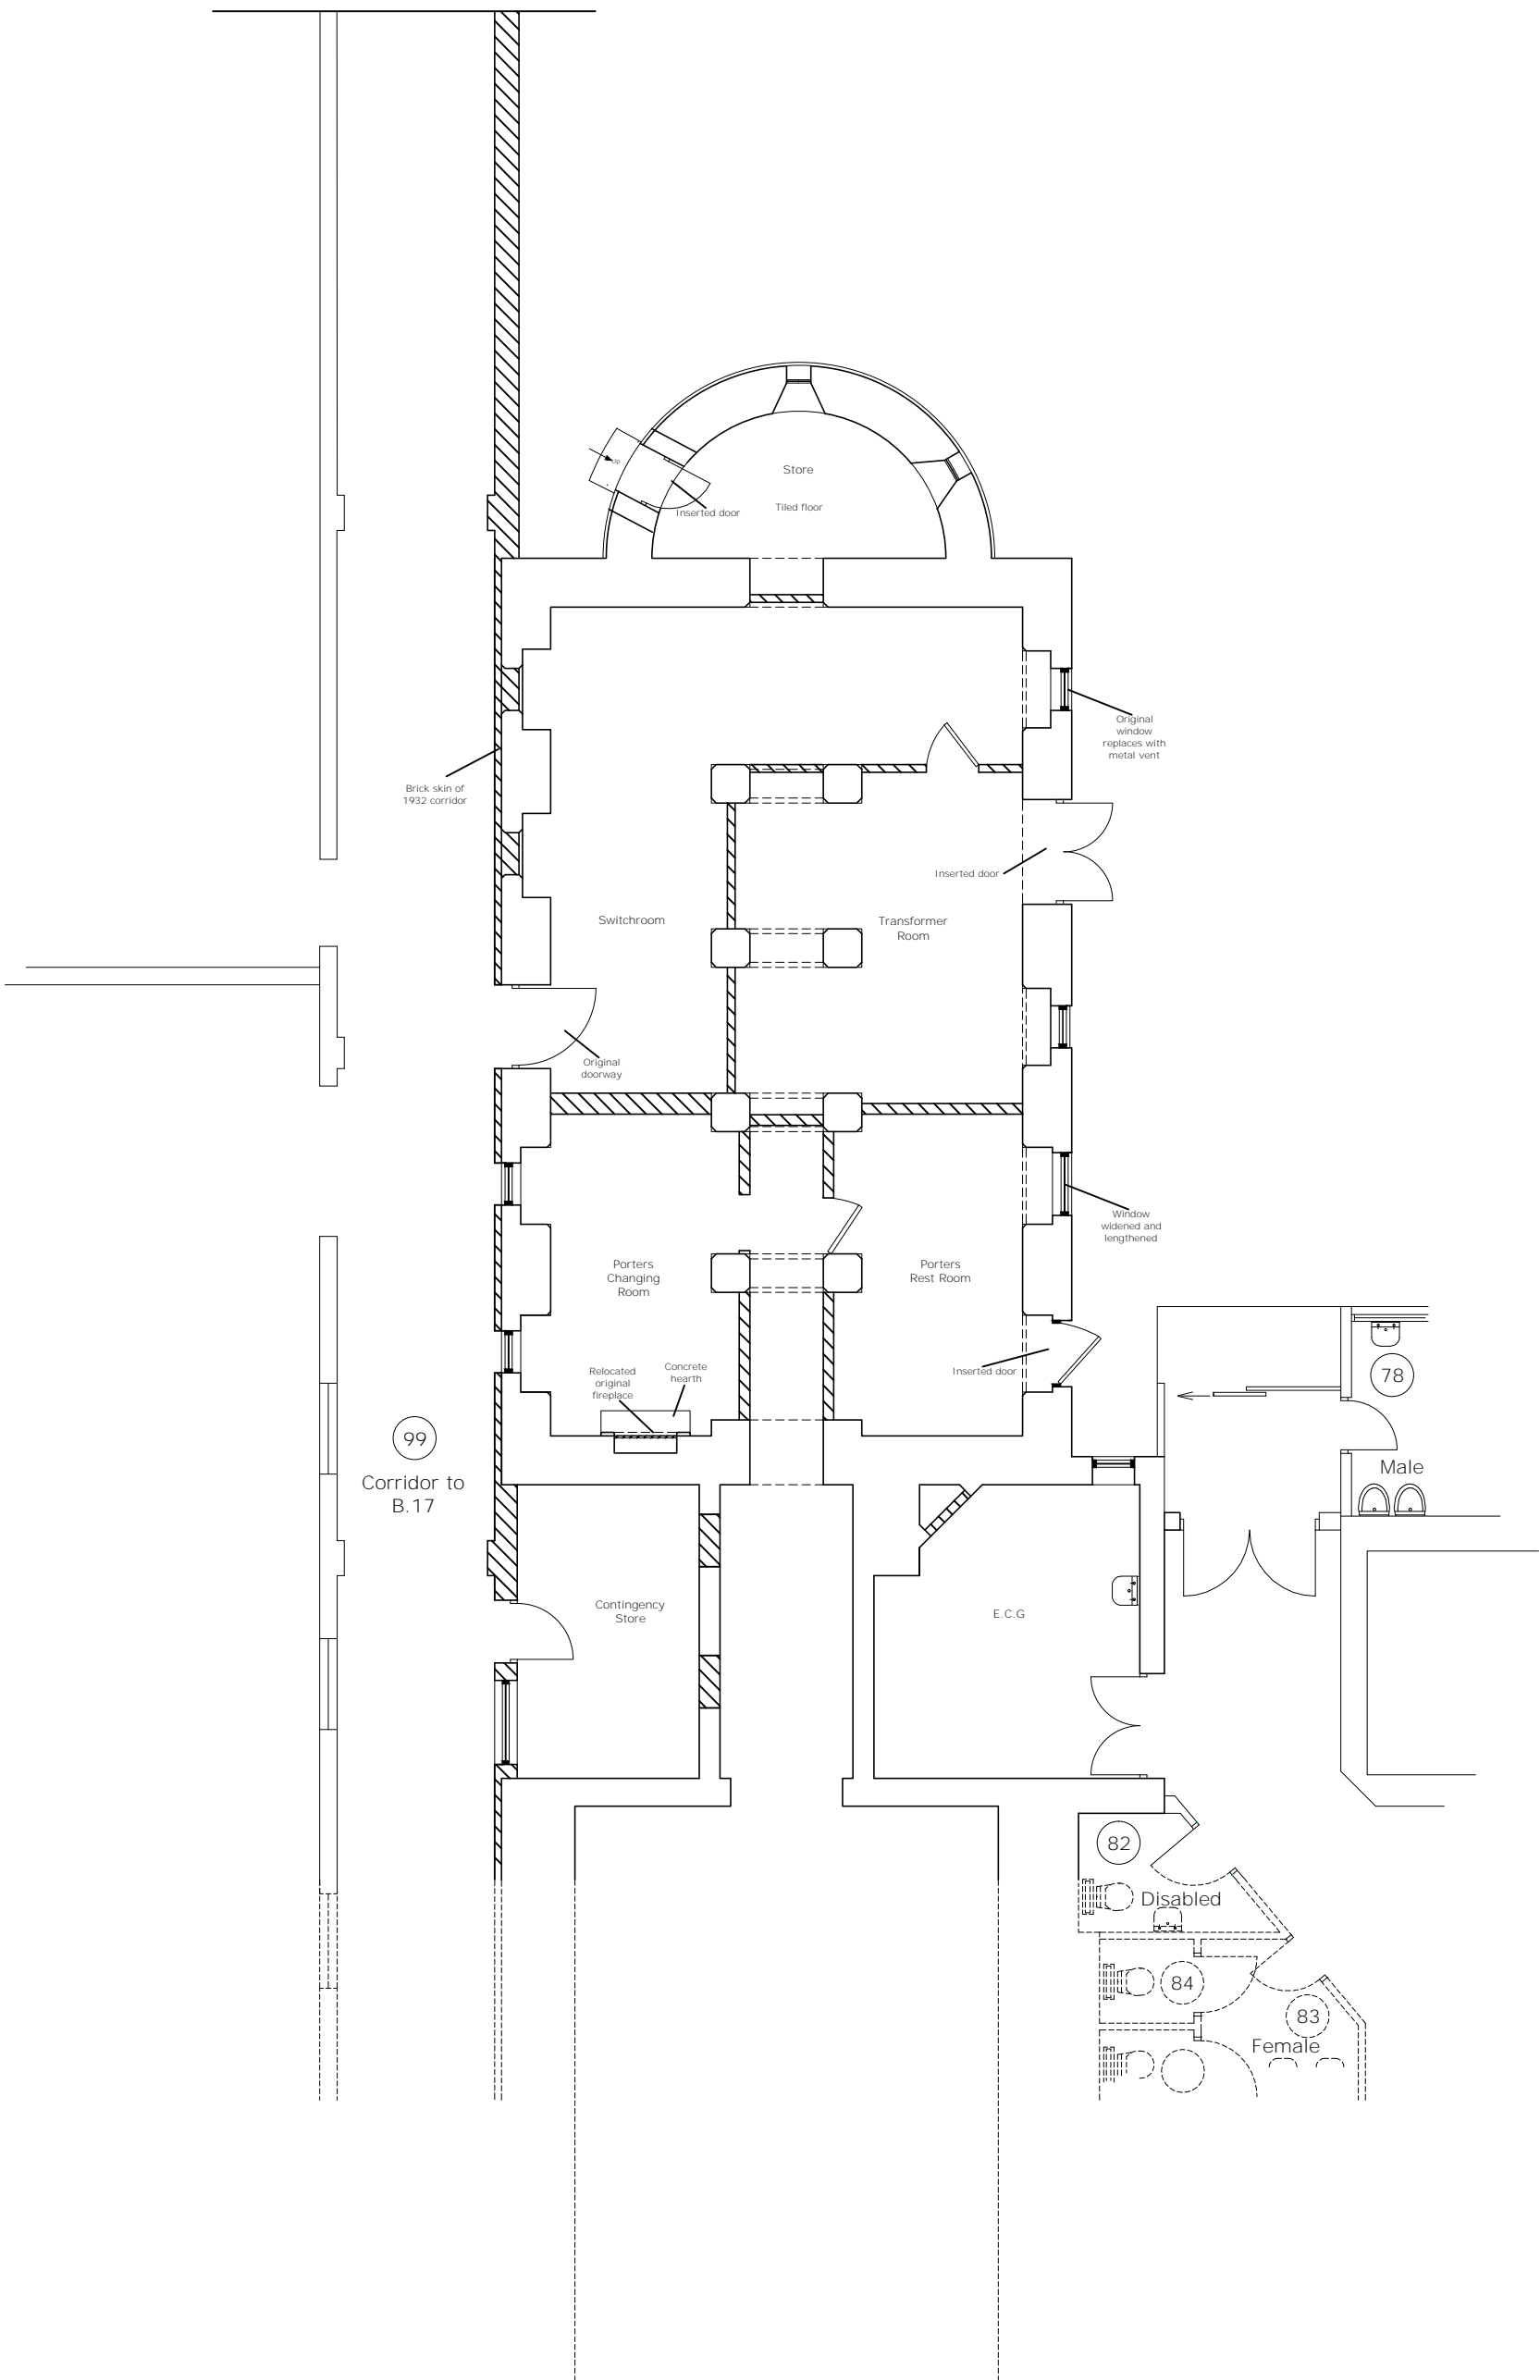 Up
Store
Tiled floor
Inserted door
Original
window
replaces with
metal vent
Brick skin of
1932 corridor
Inserted door
Switchroom
Transformer
Room
Original
doorway
Window
widened and
lengthened
Porters
Changing
Room
Porters
Rest Room
Relocated
original
fireplace
Concrete
hearth
Inserted door
78
Male
99
Corridor to
B.17
Contingency
Store
E.C.G
82
Disabled
84
83
Female